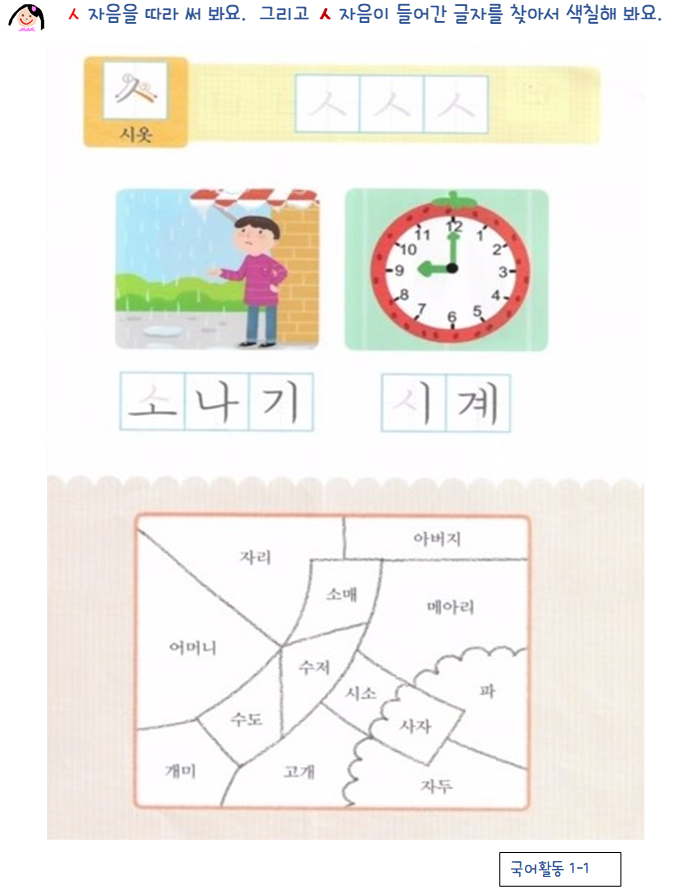 ㅅ 자음을 따라 써 봐요. 그리고 ㅅ 자음이 들어간 글자를 찾아서 색칠해 봐요.
ㅅ ㅅ ㅅ ㅅ
① ②
시옷
12
11 1
10 2
9 3
8 4
7 5
6
소나기 시계
아버지
자리
소매
메아리
어머니
수저
시소
파
수도
사자
개미
고개
자두
국어활동 1-1